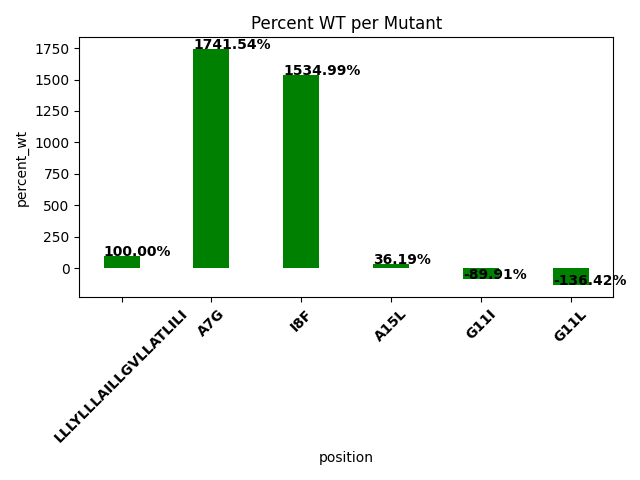 Percent WT per Mutant
percent_wt
1750
1500
1250
1000
750
500
250
0
100.00%
1741.54%
1534.99%
36.19%
-89.91%
-136.42%
LLLYLLLAILLGVLLATLILI
A7G
I8F
A15L
G11I
G11L
position